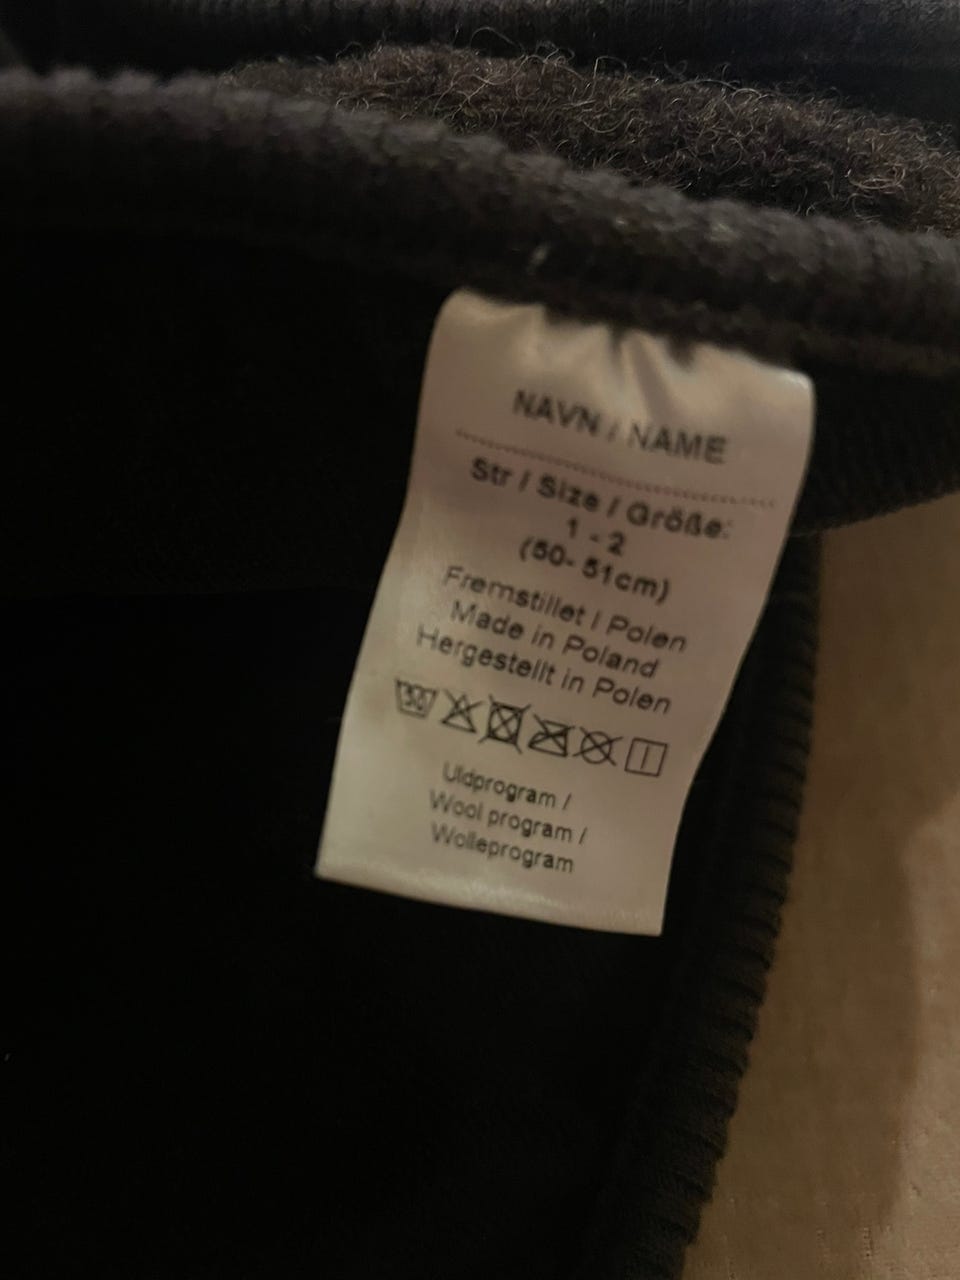 NAVN / NAME
Str / Size / Größe:
1 - 2
(50- 51cm)
Fremstillet i Polen
Made in Poland
Hergestellt in Polen
30
Uldprogram /
Wool program /
Wolleprogram